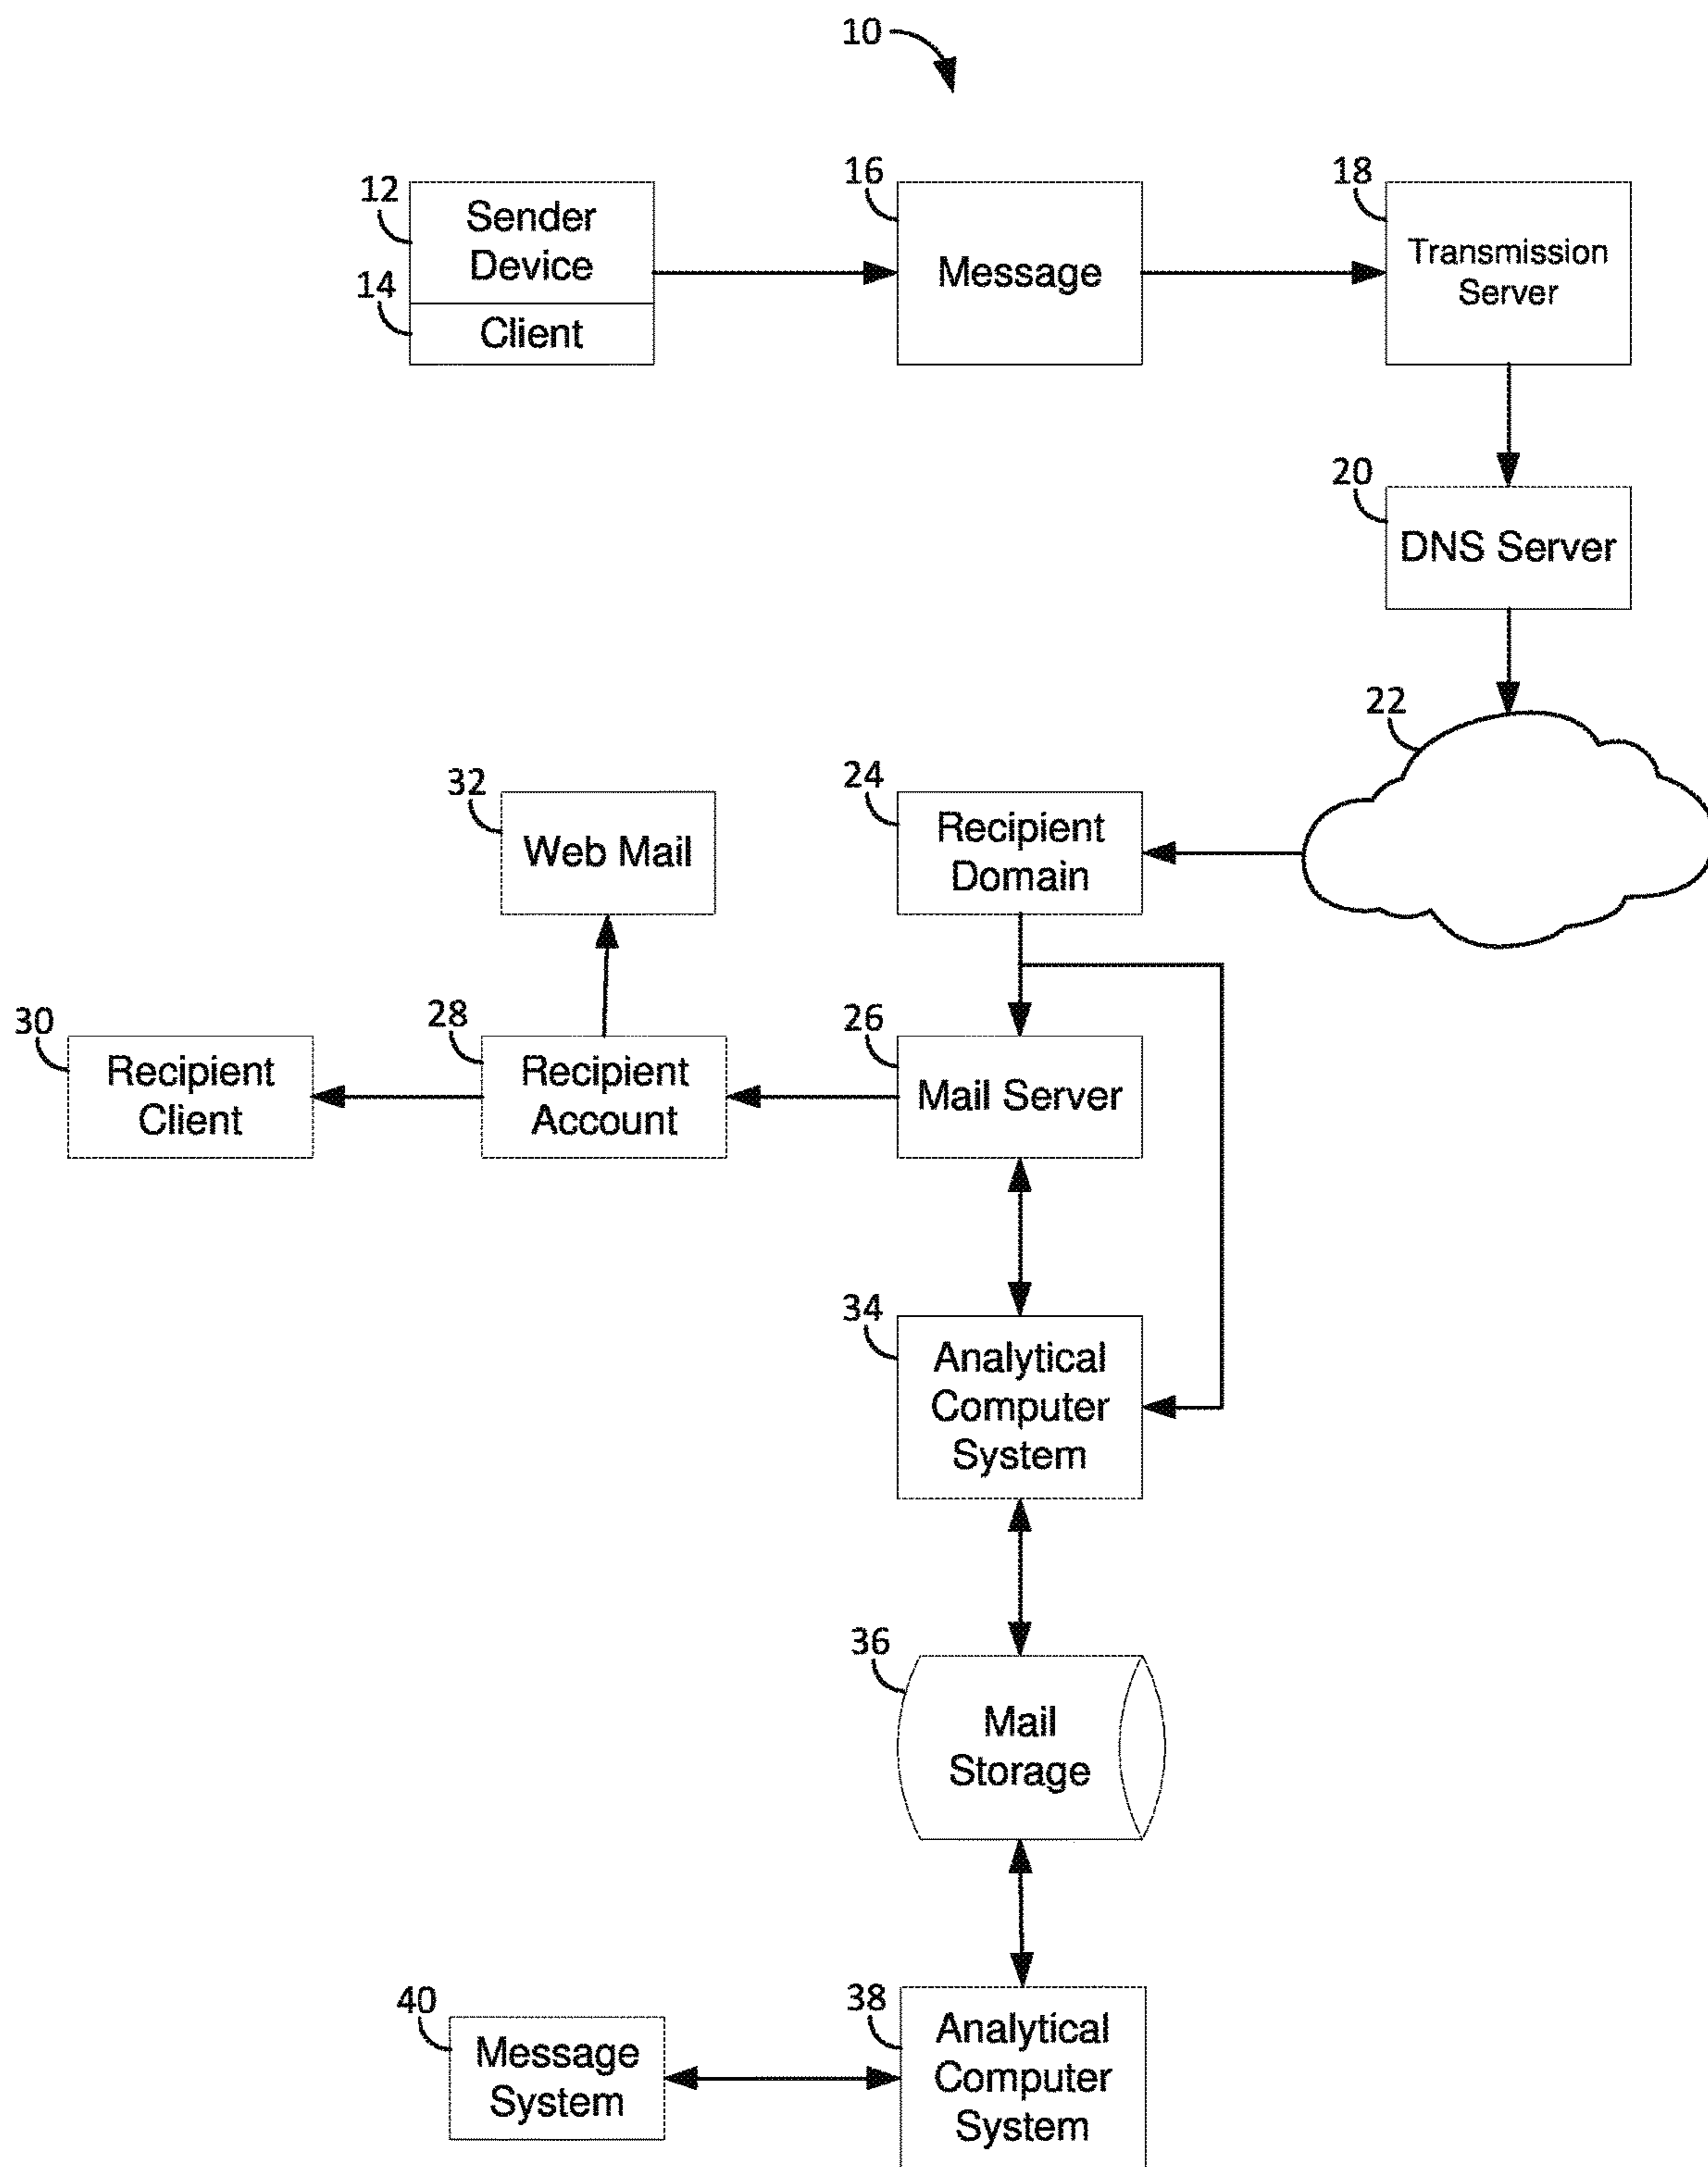 10
12
Sender
Device
14
Client
16
Message
18
Transmission
Server
20
DNS Server
22
24
Recipient
Domain
32
Web Mail
30
Recipient
Client
28
Recipient
Account
26
Mail Server
34
Analytical
Computer
System
36
Mail
Storage
40
Message
System
38
Analytical
Computer
System